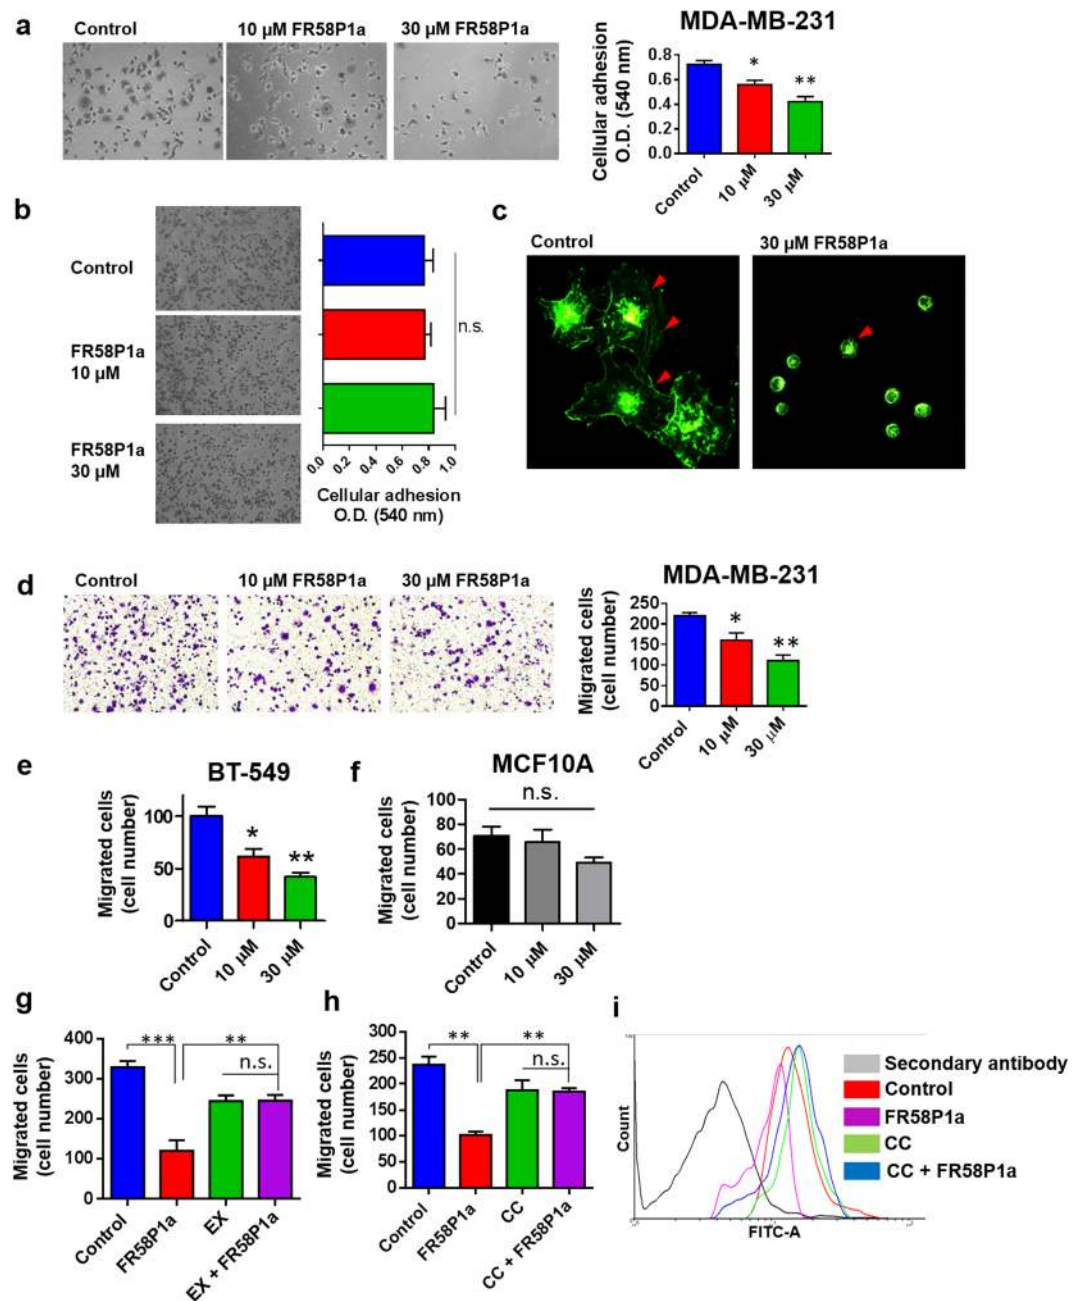 a
Control
10 µM FR58P1a
30 µM FR58P1a
MDA-MB-231
Cellular adhesion
O.D. (540 nm)
0.8
0.6
0.4
0.2
0.0
*
**
Control
10 µM
30 µM
b
Control
FR58P1a
10 µM
FR58P1a
30 µM
n.s.
0.0
0.2
0.4
0.6
0.8
1.0
Cellular adhesion
O.D. (540 nm)
c
Control
30 µM FR58P1a
d
Control
10 µM FR58P1a
30 µM FR58P1a
MDA-MB-231
Migrated cells
(cell number)
250
200
150
100
50
0
*
**
Control
10 µM
30 µM
e
BT-549
Migrated cells
(cell number)
100
50
0
*
**
Control
10 µM
30 µM
f
MCF10A
n.s.
Migrated cells
(cell number)
80
60
40
60
40
0
Control
10 µM
30 µM
g
Migrated cells
(cell number)
400
300
200
100
0
***
**
n.s.
Control
FR58P1a
EX
EX + FR58P1a
h
Migrated cells
(cell number)
300
250
200
150
100
50
0
**
**
n.s.
Control
FR58P1a
CC
CC + FR58P1a
i
Count
FITC-A
Secondary antibody
Control
FR58P1a
CC
CC + FR58P1a